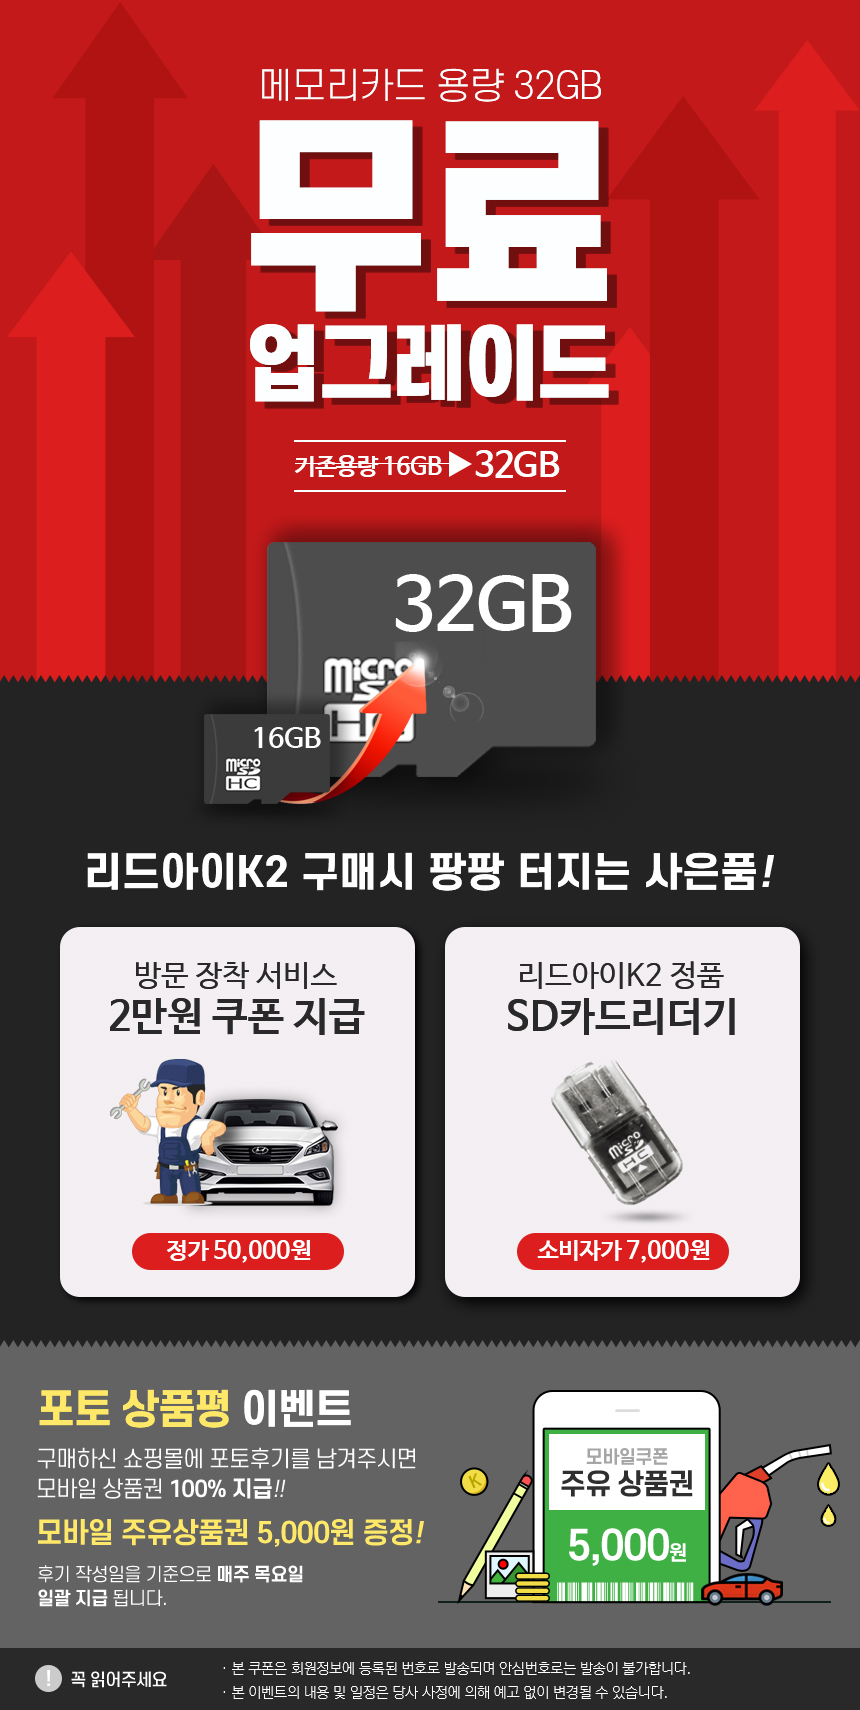 메모리카드 용량 32GB
무료
업그레이드
기존용량 16GB ▶ 32GB
32GB
micro
SD
HC
16GB
micro
SD
HC
리드아이K2 구매시 팡팡 터지는 사은품!
방문 장착 서비스
2만원 쿠폰 지급
정가 50,000원
리드아이K2 정품
SD카드리더기
micro
SD
HC
소비자가 7,000원
포토 상품평 이벤트
구매하신 쇼핑몰에 포토후기를 남겨주시면
모바일 상품권 100% 지급!!
모바일 주유상품권 5,000원 증정!
후기 작성일을 기준으로 매주 목요일
일괄 지급 됩니다.
K
모바일쿠폰
주유 상품권
5,000원
! 꼭 읽어주세요
· 본 쿠폰은 회원정보에 등록된 번호로 발송되며 안심번호로는 발송이 불가합니다.
· 본 이벤트의 내용 및 일정은 당사 사정에 의해 예고 없이 변경될 수 있습니다.